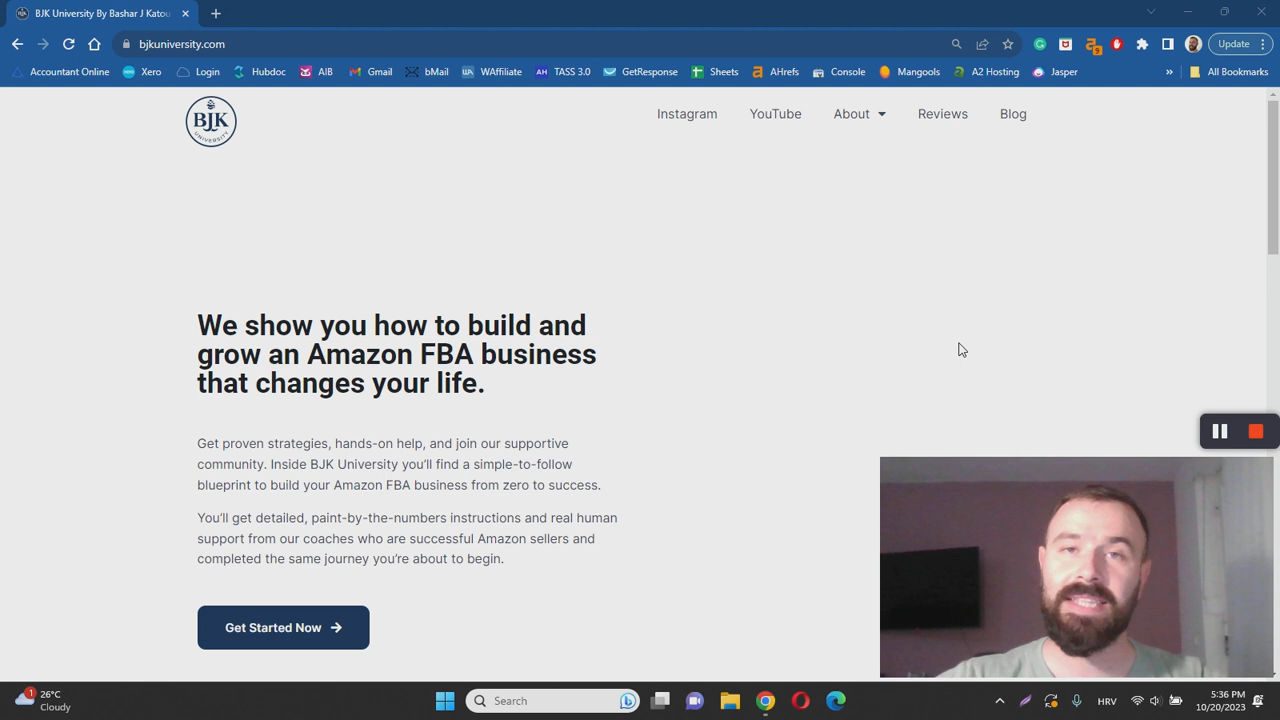 BJK University By Bashar J Katou
bjkuniversity.com
9
Update
Accountant Online
Xero
Login
Hubdoc
AIB
Gmail
bMail
WAffiliate
AH
TASS 3.0
GetResponse
Sheets
AHrefs
Console
Mangools
A2 Hosting
Jasper
»
All Bookmarks
BJK
UNIVERSITY
Instagram
YouTube
About
Reviews
Blog
We show you how to build and
grow an Amazon FBA business
that changes your life.
Get proven strategies, hands-on help, and join our supportive
community. Inside BJK University you'll find a simple-to-follow
blueprint to build your Amazon FBA business from zero to success.
You'll get detailed, paint-by-the-numbers instructions and real human
support from our coaches who are successful Amazon sellers and
completed the same journey you're about to begin.
Get Started Now
1
26°C
Cloudy
Search
HRV
5:36 PM
10/20/2023